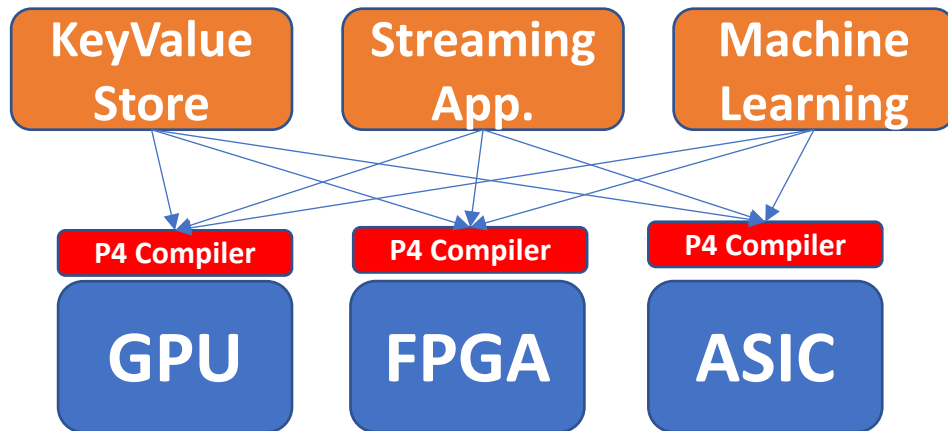 KeyValue
Store
Streaming
App.
Machine
Learning
P4 Compiler
P4 Compiler
P4 Compiler
GPU
FPGA
ASIC